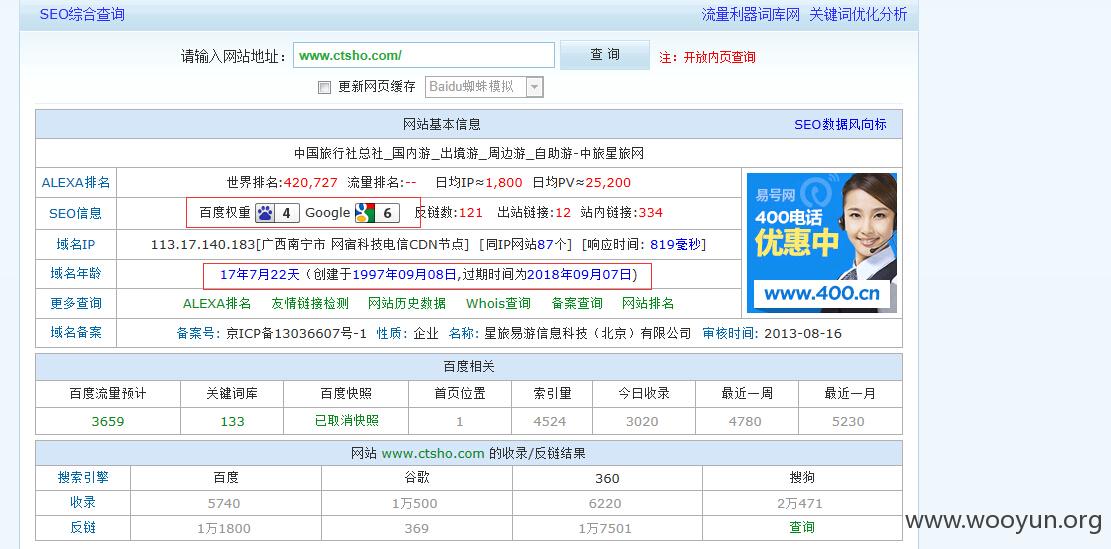 SEO综合查询 流量利器词库网 关键词优化分析
请输入网站地址： www.ctsho.com/ 查 询 注：开放内页查询
更新网页缓存 Baidu蜘蛛模拟
网站基本信息 SEO数据风向标
中国旅行社总社_国内游_出境游_周边游_自助游-中旅星旅网
ALEXA排名 世界排名:420,727 流量排名:-- 日均IP≈1,800 日均PV≈25,200
SEO信息 百度权重 4 Google 6 反链数:121 出站链接:12 站内链接:334
域名IP 113.17.140.183[广西南宁市 网宿科技电信CDN节点] [同IP网站87个] [响应时间：819毫秒]
域名年龄 17年7月22天（创建于1997年09月08日,过期时间为2018年09月07日)
更多查询 ALEXA排名 友情链接检测 网站历史数据 Whois查询 备案查询 网站排名
域名备案 备案号: 京ICP备13036607号-1 性质: 企业 名称: 星旅易游信息科技（北京）有限公司 审核时间: 2013-08-16
易号网
400电话
优惠中
www.400.cn
百度相关
百度流量预计 关键词库 百度快照 首页位置 索引量 今日收录 最近一周 最近一月
3659 133 已取消快照 1 4524 3020 4780 5230
网站 www.ctsho.com 的收录/反链结果
搜索引擎 百度 谷歌 360 搜狗
收录 5740 1万500 6220 2万471
反链 1万1800 369 1万7501 查询
www.wooyun.org